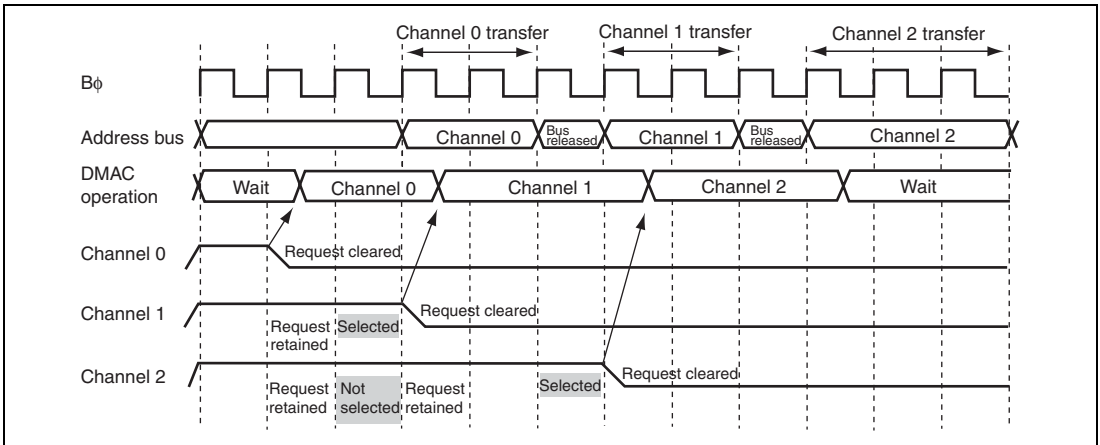 Channel 0 transfer Channel 1 transfer Channel 2 transfer
Bφ
Address bus Channel 0 Bus released Channel 1 Bus released Channel 2
DMAC operation Wait Channel 0 Channel 1 Channel 2 Wait
Channel 0 Request cleared
Channel 1 Request cleared
Request retained Selected
Channel 2 Request cleared
Request retained Not selected Request retained Selected